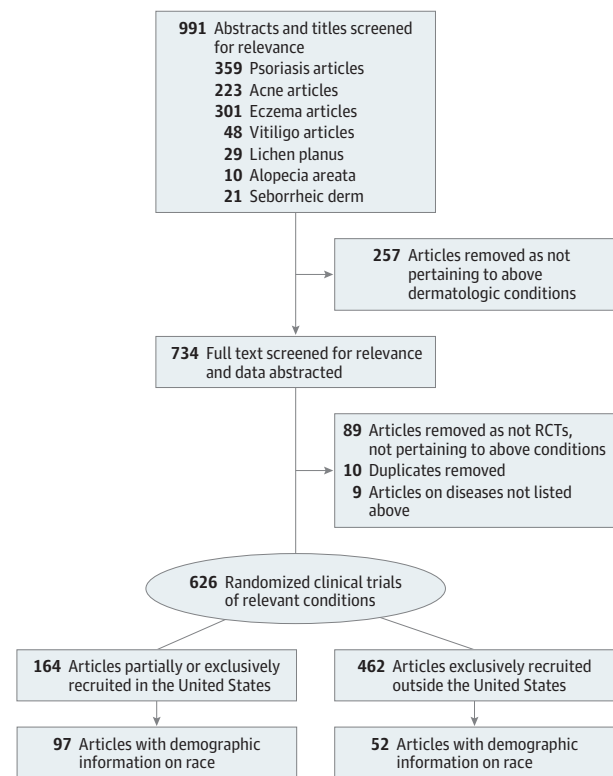 991 Abstracts and titles screened
for relevance
359 Psoriasis articles
223 Acne articles
301 Eczema articles
48 Vitiligo articles
29 Lichen planus
10 Alopecia areata
21 Seborrheic derm
257 Articles removed as not
pertaining to above
dermatologic conditions
734 Full text screened for relevance
and data abstracted
89 Articles removed as not RCTs,
not pertaining to above conditions
10 Duplicates removed
9 Articles on diseases not listed
above
626 Randomized clinical trials
of relevant conditions
164 Articles partially or exclusively
recruited in the United States
462 Articles exclusively recruited
outside the United States
97 Articles with demographic
information on race
52 Articles with demographic
information on race